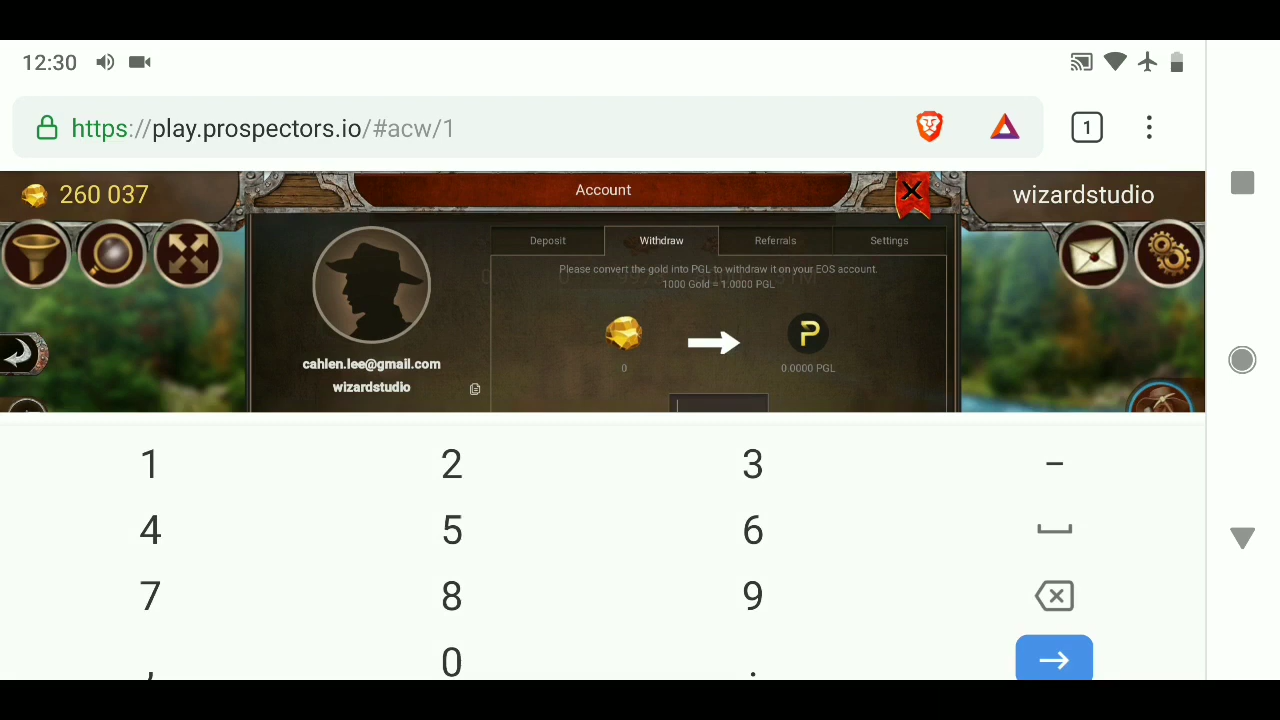 12:30
https://play.prospectors.io/#acw/1
1
260 037
Account
wizardstudio
Deposit
Withdraw
Referrals
Settings
Please convert the gold into PGL to withdraw it on your EOS account.
1000 Gold = 1.0000 PGL
P
0
0.0000 PGL
cahlen.lee@gmail.com
wizardstudio
1 2 3 –
4 5 6
7 8 9
, 0 .